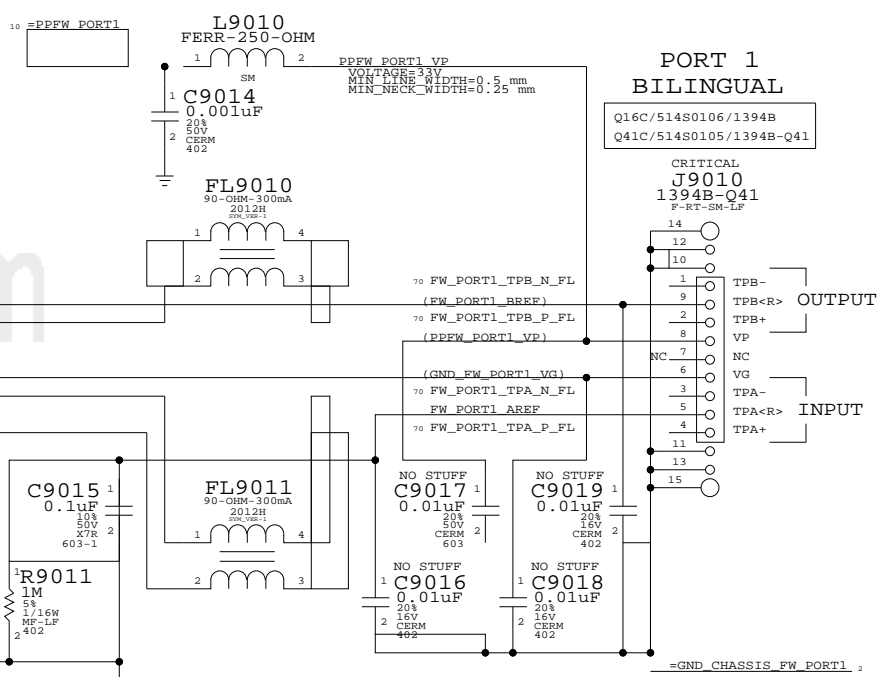 10 =PPFW_PORT1
L9010
FERR-250-OHM
1 2
SM
PPFW_PORT1_VP
VOLTAGE=33V
MIN_LINE_WIDTH=0.5 mm
MIN_NECK_WIDTH=0.25 mm
1 C9014
0.001uF
20%
50V
2 CERM
402
PORT 1
BILINGUAL
Q16C/514S0106/1394B
Q41C/514S0105/1394B-Q41
CRITICAL
J9010
1394B-Q41
F-RT-SM-LF
FL9010
90-OHM-300mA
2012H
SYM_VER-1
1 4
2 3
14
12
10
70 FW_PORT1_TPB_N_FL 1 TPB-
(FW_PORT1_BREF) 9 TPB<R> OUTPUT
70 FW_PORT1_TPB_P_FL 2 TPB+
(PPFW_PORT1_VP) 8 VP
NC 7 NC
(GND_FW_PORT1_VG) 6 VG
70 FW_PORT1_TPA_N_FL 3 TPA-
FW_PORT1_AREF 5 TPA<R> INPUT
70 FW_PORT1_TPA_P_FL 4 TPA+
11
13
15
C9015 1
0.1uF
10%
50V
X7R 2
603-1
FL9011
90-OHM-300mA
2012H
SYM_VER-1
1 4
2 3
NO STUFF
C9017 1
0.01uF
20%
50V
CERM 2
603
NO STUFF
C9019 1
0.01uF
20%
16V
CERM 2
402
1 R9011
1M
5%
1/16W
MF-LF
2 402
NO STUFF
1 C9016
0.01uF
20%
16V
2 CERM
402
NO STUFF
1 C9018
0.01uF
20%
16V
2 CERM
402
=GND_CHASSIS_FW_PORT1 2